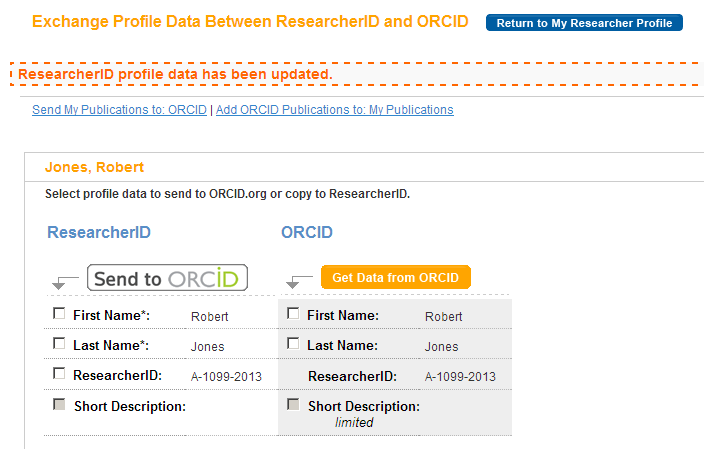 Exchange Profile Data Between ResearcherID and ORCID
Return to My Researcher Profile
ResearcherID profile data has been updated.
Send My Publications to: ORCID | Add ORCID Publications to: My Publications
Jones, Robert
Select profile data to send to ORCID.org or copy to ResearcherID.
ResearcherID ORCID
Send to ORCID Get Data from ORCID
First Name*: Robert First Name: Robert
Last Name*: Jones Last Name: Jones
ResearcherID: A-1099-2013 ResearcherID: A-1099-2013
Short Description: Short Description:
limited